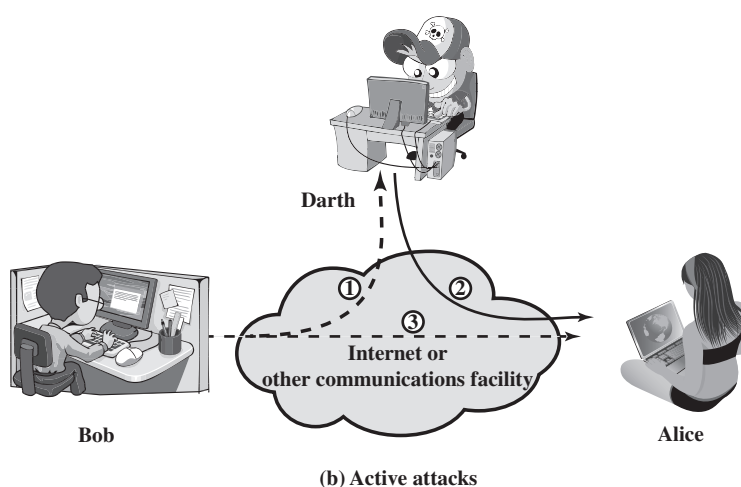 Darth
1
2
3
Internet or
other communications facility
Bob
Alice
(b) Active attacks